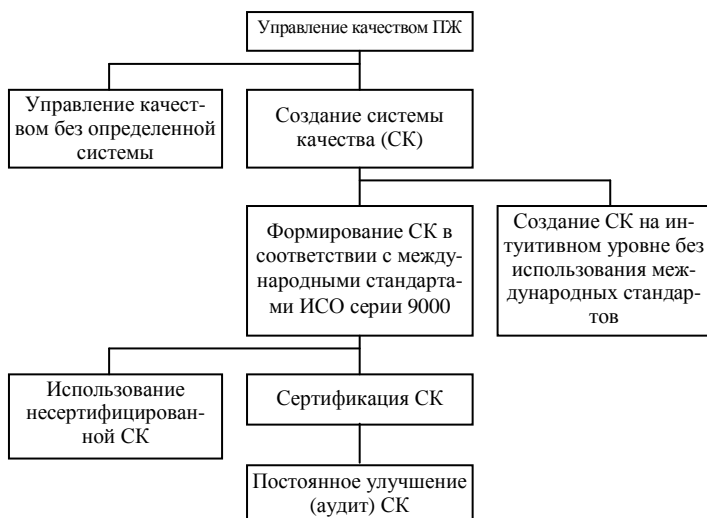 Управление качеством ПЖ
Управление качест-
вом без определенной
системы
Создание системы
качества (СК)
Формирование СК в
соответствии с между-
народными стандарта-
ми ИСО серии 9000
Создание СК на ин-
туитивном уровне без
использования меж-
дународных стандар-
тов
Использование
несертифицирован-
ной СК
Сертификация СК
Постоянное улучшение
(аудит) СК